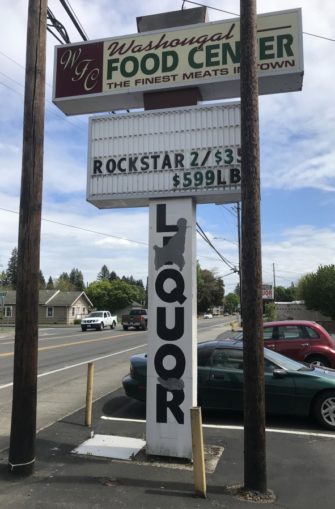 WFC
Washougal
FOOD CENTER
THE FINEST MEATS IN TOWN
ROCKSTAR 2/$3
$599LB
LIQUOR